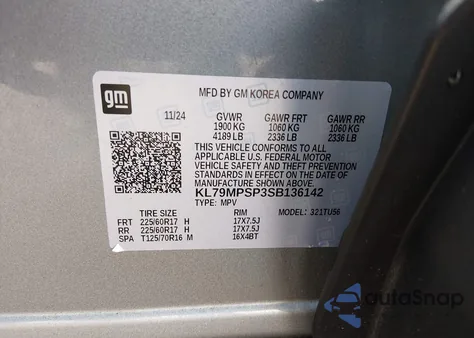 gm
MFD BY GM KOREA COMPANY
11/24 GVWR GAWR FRT GAWR RR
1900 KG 1060 KG 1060 KG
4189 LB 2336 LB 2336 LB
THIS VEHICLE CONFORMS TO ALL
APPLICABLE U.S. FEDERAL MOTOR
VEHICLE SAFETY AND THEFT PREVENTION
STANDARDS IN EFFECT ON THE DATE OF
MANUFACTURE SHOWN ABOVE.
KL79MPSP3SB136142
TYPE: MPV
TIRE SIZE RIM MODEL: 321TU56
FRT 225/60R17 H 17X7.5J
RR 225/60R17 H 17X7.5J
SPA T125/70R16 M 16X4BT
autoSnap